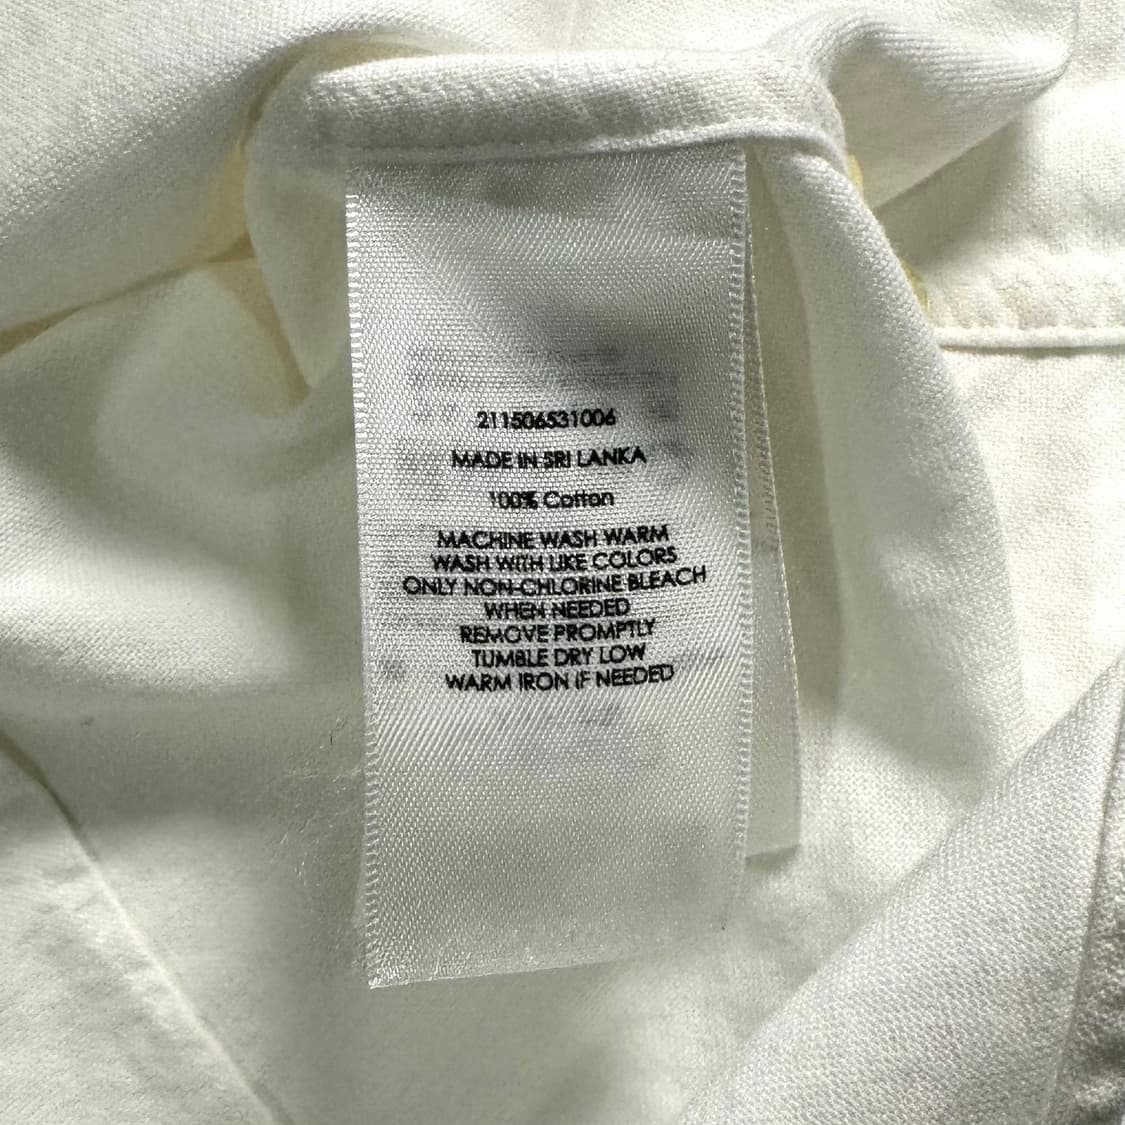 211506531006
MADE IN SRI LANKA
100% Cotton
MACHINE WASH WARM
WASH WITH LIKE COLORS
ONLY NON-CHLORINE BLEACH
WHEN NEEDED
REMOVE PROMPTLY
TUMBLE DRY LOW
WARM IRON IF NEEDED